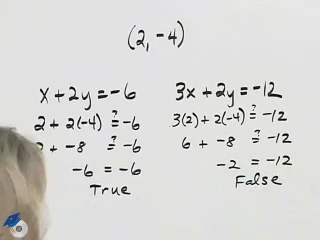 (2, -4)
x + 2y = -6
2 + 2(-4) ≟ -6
+ -8 ≟ -6
-6 = -6
True
3x + 2y = -12
3(2) + 2(-4) ≟ -12
6 + -8 ≟ -12
-2 = -12
False